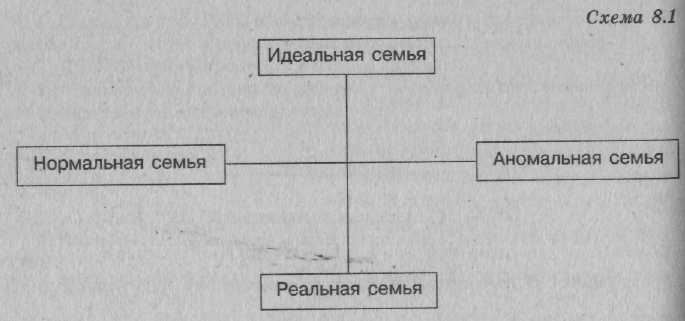 Схема 8.1
Идеальная семья
Нормальная семья
Аномальная семья
Реальная семья